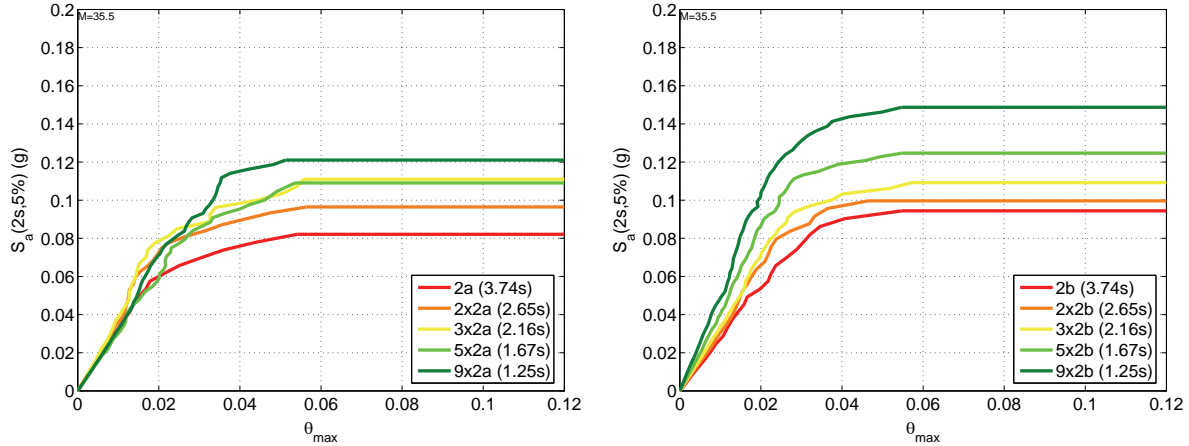 M=35.5
0.2
0.18
0.16
0.14
0.12
0.1
0.08
0.06
0.04
0.02
0
S_a(2s,5%) (g)
2a (3.74s)
2x2a (2.65s)
3x2a (2.16s)
5x2a (1.67s)
9x2a (1.25s)
0 0.02 0.04 0.06 0.08 0.1 0.12
θ_max
M=35.5
0.2
0.18
0.16
0.14
0.12
0.1
0.08
0.06
0.04
0.02
0
S_a(2s,5%) (g)
2b (3.74s)
2x2b (2.65s)
3x2b (2.16s)
5x2b (1.67s)
9x2b (1.25s)
0 0.02 0.04 0.06 0.08 0.1 0.12
θ_max